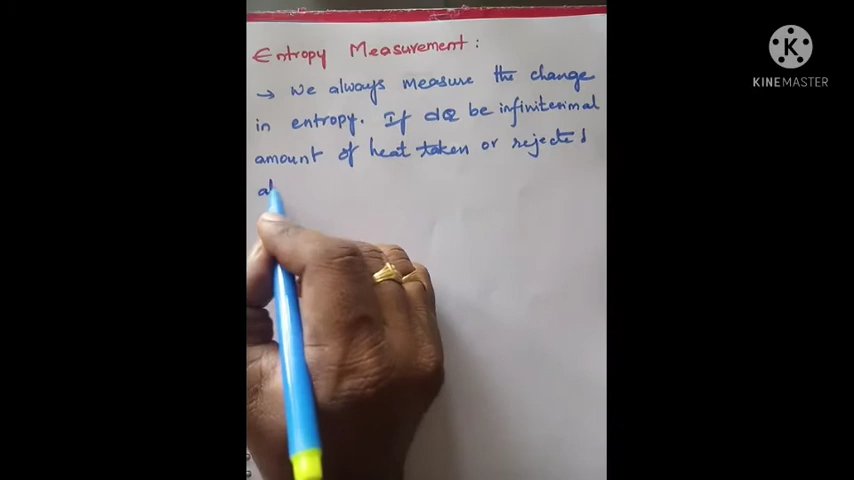 Entropy Measurement:
→ We always measure the change
in entropy. If dQ be infinitesimal
amount of heat taken or rejected
KINEMASTER